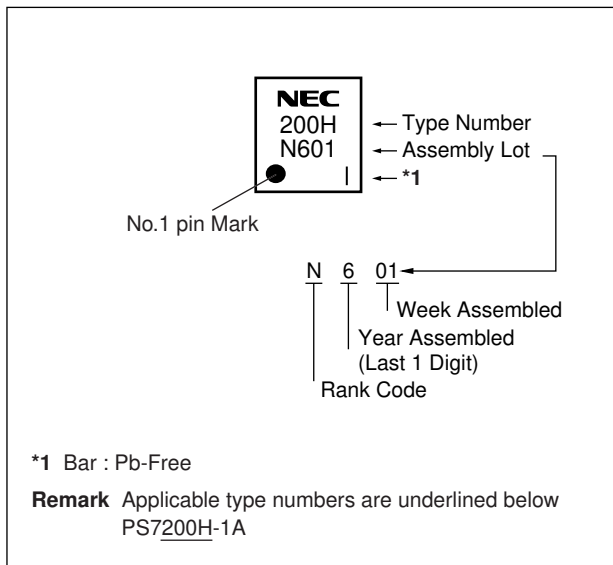 NEC
200H
N601
|
Type Number
Assembly Lot
*1
No.1 pin Mark
N 6 01
Week Assembled
Year Assembled
(Last 1 Digit)
Rank Code
*1 Bar : Pb-Free
Remark Applicable type numbers are underlined below
PS7200H-1A